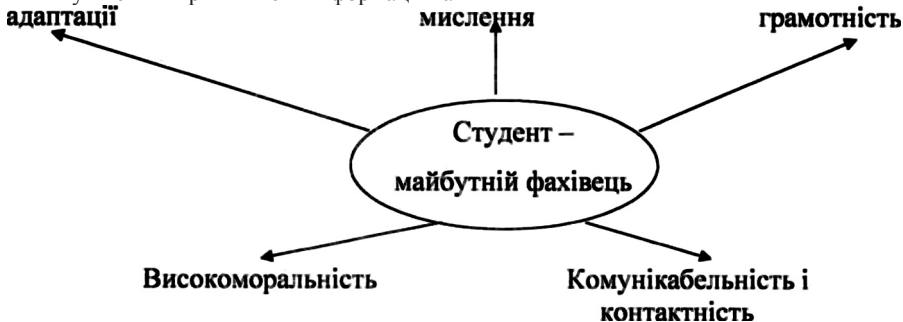 адаптації мислення грамотність
Студент –
майбутній фахівець
Високоморальність Комунікабельність і
контактність